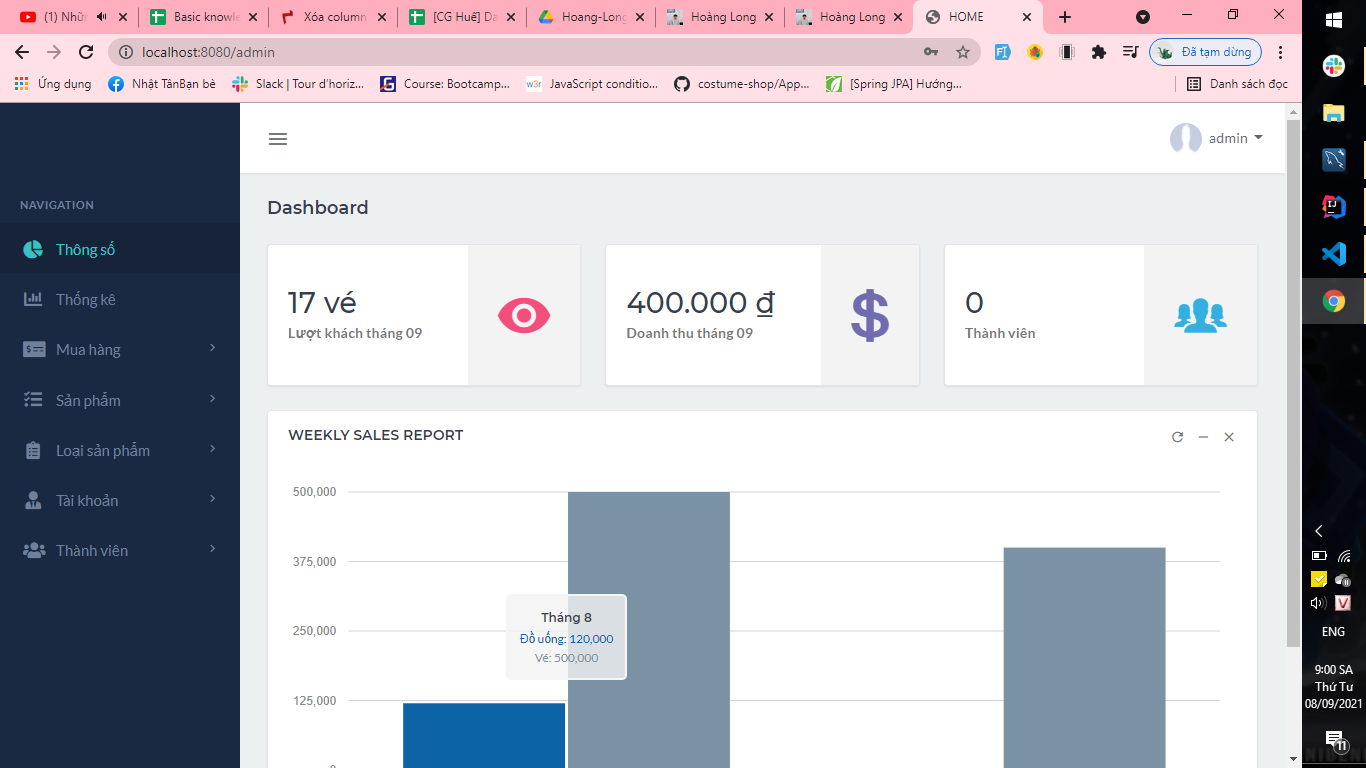 (1) Nhữn
Basic knowle
Xóa column
[CG Huế] Da
Hoang-Long
Hoàng Long
Hoàng Long
HOME
localhost:8080/admin
Đã tạm dừng
Ứng dụng
Nhật TânBạn bè
Slack | Tour d'horiz...
Course: Bootcamp...
w3r
JavaScript conditio...
costume-shop/App...
[Spring JPA] Hướng...
Danh sách đọc
admin
NAVIGATION
Dashboard
Thông số
Thống kê
Mua hàng
Sản phẩm
Loại sản phẩm
Tài khoản
Thành viên
17 vé
Lượt khách tháng 09
400.000 ₫
Doanh thu tháng 09
0
Thành viên
WEEKLY SALES REPORT
500,000
375,000
250,000
125,000
0
Tháng 8
Đồ uống: 120,000
Vé: 500,000
ENG
9:00 SA
Thứ Tư
08/09/2021
11